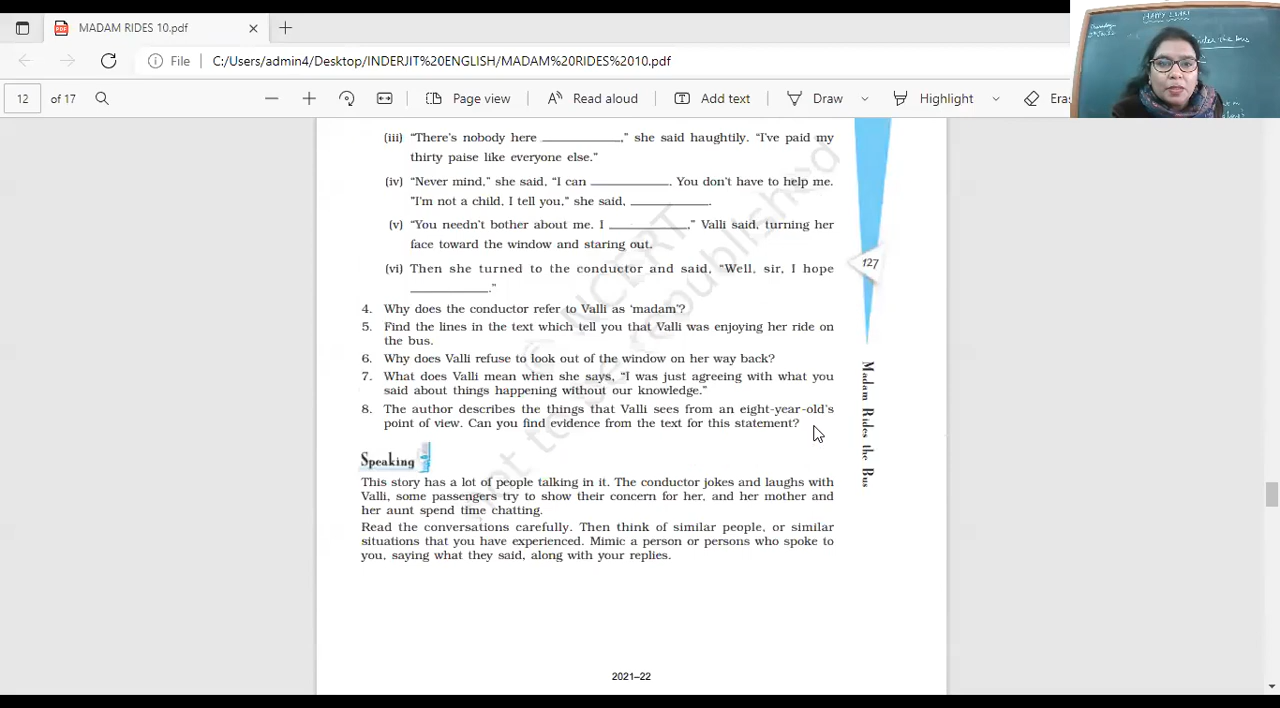 MADAM RIDES 10.pdf
File C:/Users/admin4/Desktop/INDERJIT%20ENGLISH/MADAM%20RIDES%2010.pdf
12 of 17 Page view Read aloud Add text Draw Highlight Eras
(iii) “There’s nobody here ____________,” she said haughtily. “I’ve paid my
thirty paise like everyone else.”
(iv) “Never mind,” she said, “I can ____________. You don’t have to help me.
"I’m not a child, I tell you,” she said, ____________.
(v) “You needn’t bother about me. I ____________,” Valli said, turning her
face toward the window and staring out.
(vi) Then she turned to the conductor and said, “Well, sir, I hope
____________.”
4. Why does the conductor refer to Valli as ‘madam’?
5. Find the lines in the text which tell you that Valli was enjoying her ride on
the bus.
6. Why does Valli refuse to look out of the window on her way back?
7. What does Valli mean when she says, “I was just agreeing with what you
said about things happening without our knowledge.”
8. The author describes the things that Valli sees from an eight-year-old’s
point of view. Can you find evidence from the text for this statement?
Speaking
This story has a lot of people talking in it. The conductor jokes and laughs with
Valli, some passengers try to show their concern for her, and her mother and
her aunt spend time chatting.
Read the conversations carefully. Then think of similar people, or similar
situations that you have experienced. Mimic a person or persons who spoke to
you, saying what they said, along with your replies.
2021–22
127
Madam Rides the Bus
© NCERT
not to be republished
the bus